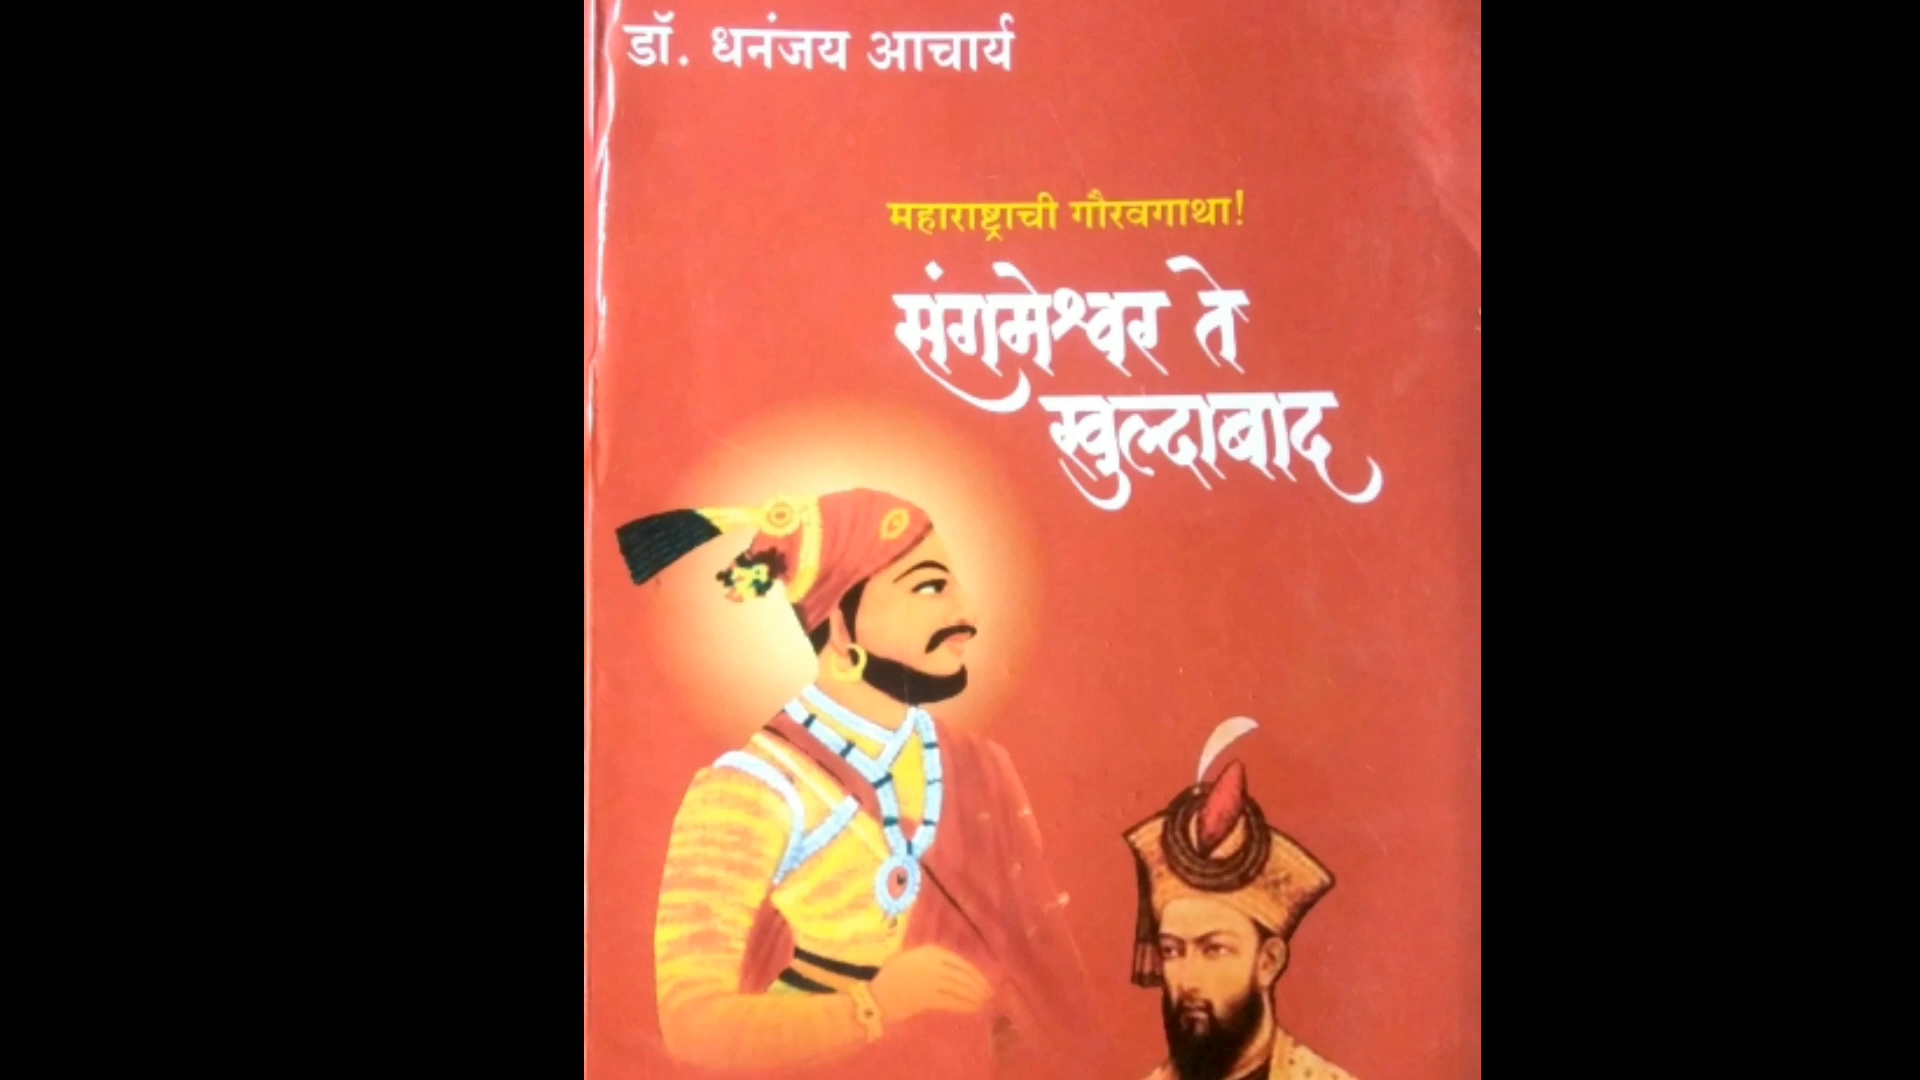 डॉ. धनंजय आचार्य
महाराष्ट्राची गौरवगाथा!
संगमेश्वर ते
खुल्दाबाद